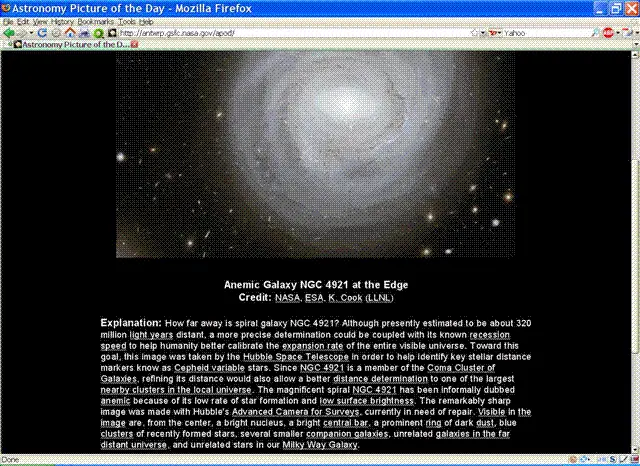 Astronomy Picture of the Day - Mozilla Firefox
File Edit View History Bookmarks Tools Help
http://antwrp.gsfc.nasa.gov/apod/
Yahoo
ABP
Astronomy Picture of the D...
Anemic Galaxy NGC 4921 at the Edge
Credit: NASA, ESA, K. Cook (LLNL)
Explanation: How far away is spiral galaxy NGC 4921? Although presently estimated to be about 320
million light years distant, a more precise determination could be coupled with its known recession
speed to help humanity better calibrate the expansion rate of the entire visible universe. Toward this
goal, this image was taken by the Hubble Space Telescope in order to help identify key stellar distance
markers known as Cepheid variable stars. Since NGC 4921 is a member of the Coma Cluster of
Galaxies, refining its distance would also allow a better distance determination to one of the largest
nearby clusters in the local universe. The magnificent spiral NGC 4921 has been informally dubbed
anemic because of its low rate of star formation and low surface brightness. The remarkably sharp
image was made with Hubble's Advanced Camera for Surveys, currently in need of repair. Visible in the
image are, from the center, a bright nucleus, a bright central bar, a prominent ring of dark dust, blue
clusters of recently formed stars, several smaller companion galaxies, unrelated galaxies in the far
distant universe, and unrelated stars in our Milky Way Galaxy.
Done